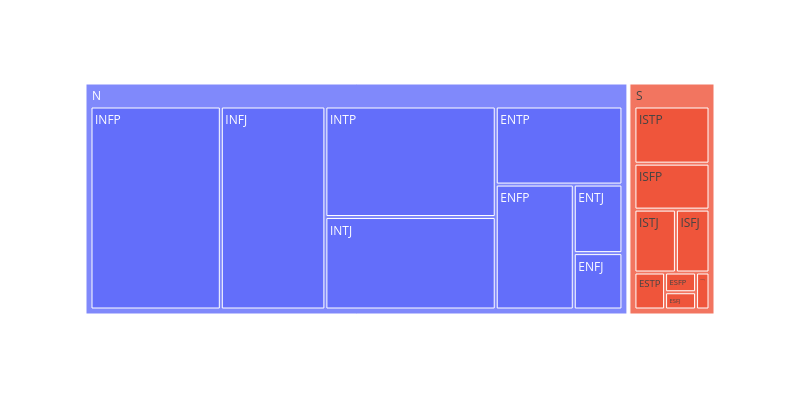 N
INFP
INFJ
INTP
INTJ
ENTP
ENFP
ENTJ
ENFJ
S
ISTP
ISFP
ISTJ
ISFJ
ESTP
ESFP
ESFJ